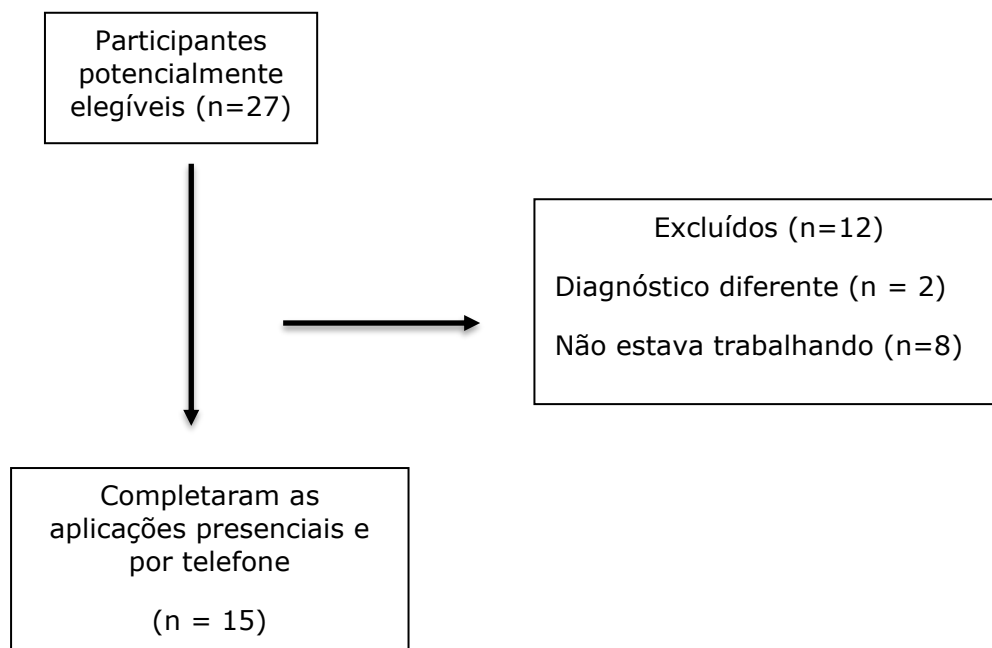 Participantes
potencialmente
elegíveis (n=27)
Excluídos (n=12)
Diagnóstico diferente (n = 2)
Não estava trabalhando (n=8)
Completaram as
aplicações presenciais e
por telefone
(n = 15)